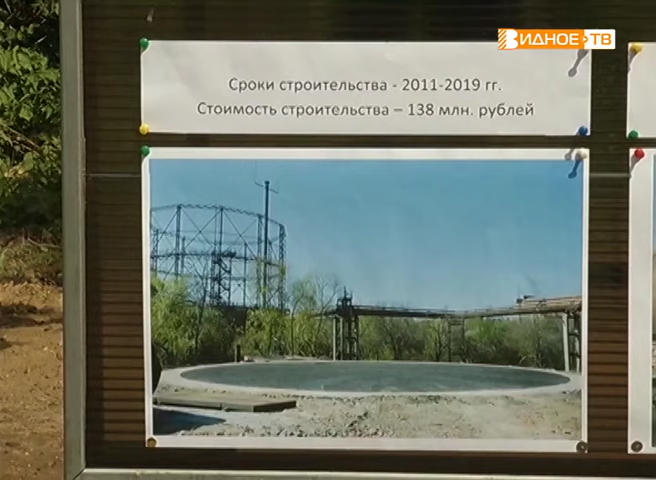 ВИДНОЕ ТВ
Сроки строительства - 2011-2019 гг.
Стоимость строительства – 138 млн. рублей